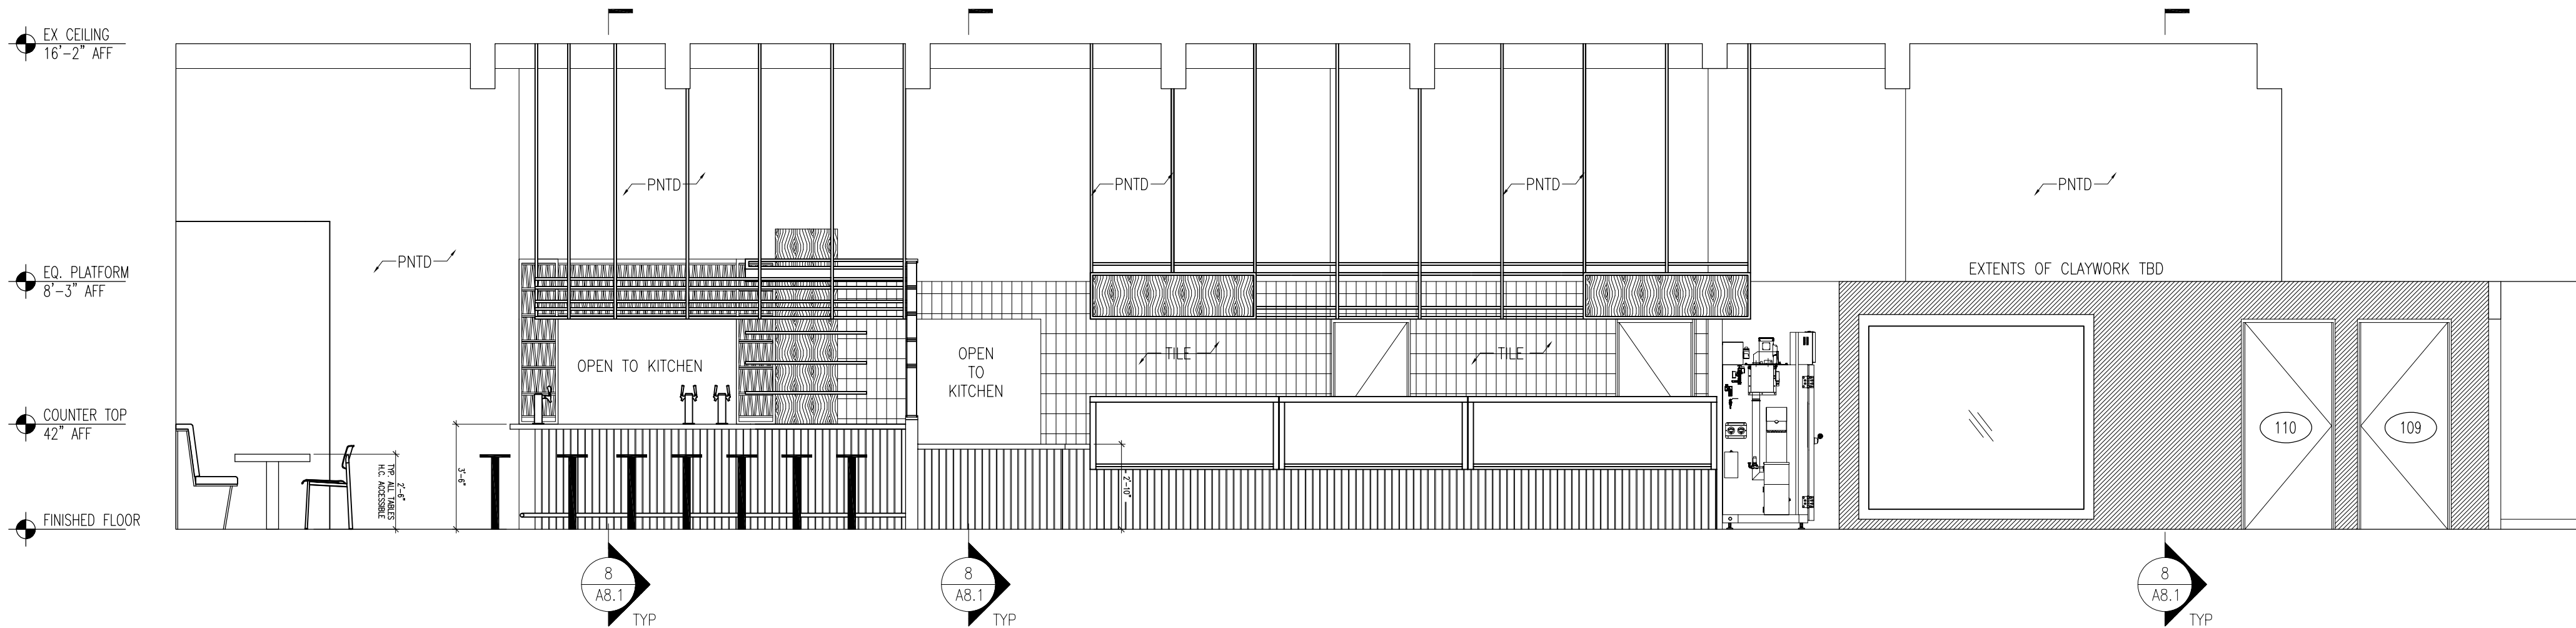 EX CEILING
16'-2" AFF
PNTD
PNTD
PNTD
PNTD
PNTD
EQ. PLATFORM
8'-3" AFF
EXTENTS OF CLAYWORK TBD
OPEN TO KITCHEN
OPEN
TO
KITCHEN
TILE
TILE
COUNTER TOP
42" AFF
110
109
2'-6"
TYP. ALL TABLES
H.C. ACCESSIBLE
3'-6"
2'-10"
FINISHED FLOOR
8
A8.1
TYP
8
A8.1
TYP
8
A8.1
TYP